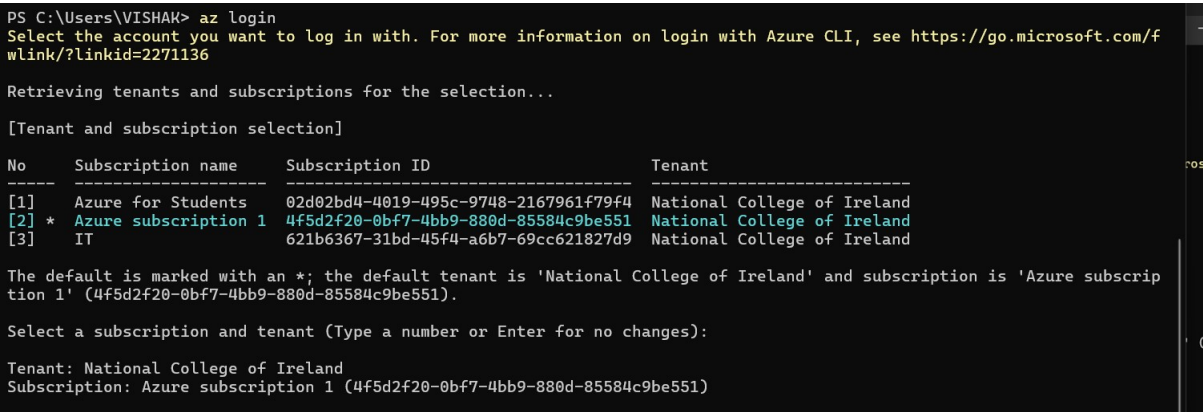 PS C:\Users\VISHAK> az login
Select the account you want to log in with. For more information on login with Azure CLI, see https://go.microsoft.com/f
wlink/?linkid=2271136
Retrieving tenants and subscriptions for the selection...
[Tenant and subscription selection]
No     Subscription name     Subscription ID                       Tenant
-----  --------------------  ------------------------------------  ---------------------------
[1]    Azure for Students    02d02bd4-4019-495c-9748-2167961f79f4  National College of Ireland
[2] *  Azure subscription 1  4f5d2f20-0bf7-4bb9-880d-85584c9be551  National College of Ireland
[3]    IT                    621b6367-31bd-45f4-a6b7-69cc621827d9  National College of Ireland
The default is marked with an *; the default tenant is 'National College of Ireland' and subscription is 'Azure subscrip
tion 1' (4f5d2f20-0bf7-4bb9-880d-85584c9be551).
Select a subscription and tenant (Type a number or Enter for no changes):
Tenant: National College of Ireland
Subscription: Azure subscription 1 (4f5d2f20-0bf7-4bb9-880d-85584c9be551)